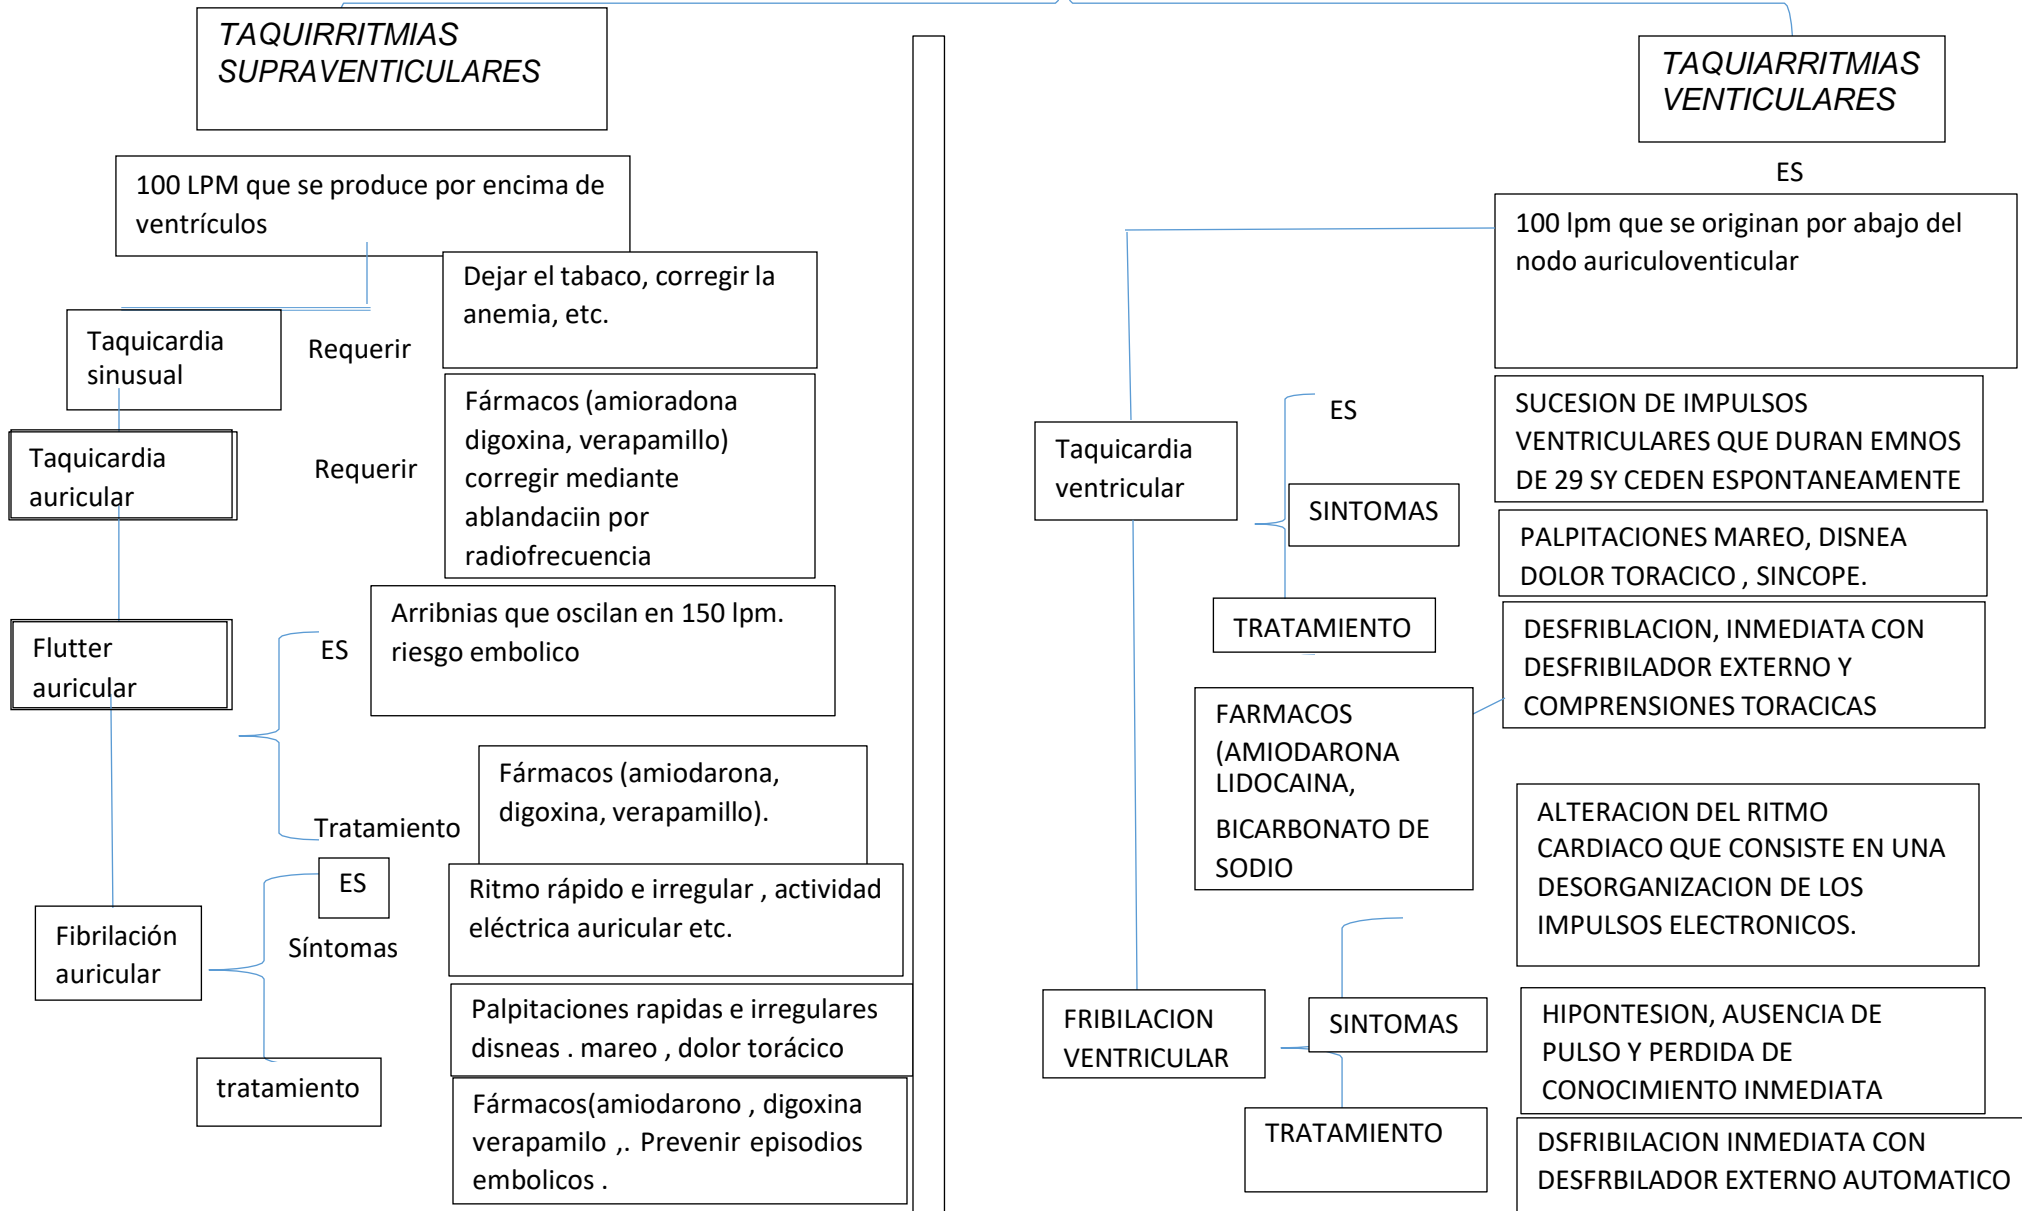 TAQUIRRITMIAS
SUPRAVENTICULARES
100 LPM que se produce por encima de
ventrículos
Dejar el tabaco, corregir la
anemia, etc.
Taquicardia
sinusual
Requerir
Fármacos (amioradona
digoxina, verapamillo)
corregir mediante
ablandaciin por
radiofrecuencia
Taquicardia
auricular
Requerir
Arribnias que oscilan en 150 lpm.
riesgo embolico
Flutter
auricular
ES
Fármacos (amiodarona,
digoxina, verapamillo).
Tratamiento
ES
Ritmo rápido e irregular , actividad
eléctrica auricular etc.
Fibrilación
auricular
Síntomas
Palpitaciones rapidas e irregulares
disneas . mareo , dolor torácico
tratamiento
Fármacos(amiodarono , digoxina
verapamilo ,. Prevenir episodios
embolicos .
TAQUIARRITMIAS
VENTICULARES
ES
100 lpm que se originan por abajo del
nodo auriculoventicular
Taquicardia
ventricular
ES
SUCESION DE IMPULSOS
VENTRICULARES QUE DURAN EMNOS
DE 29 SY CEDEN ESPONTANEAMENTE
SINTOMAS
PALPITACIONES MAREO, DISNEA
DOLOR TORACICO , SINCOPE.
TRATAMIENTO
DESFRIBLACION, INMEDIATA CON
DESFRIBILADOR EXTERNO Y
COMPRENSIONES TORACICAS
FARMACOS
(AMIODARONA
LIDOCAINA,
BICARBONATO DE
SODIO
ALTERACION DEL RITMO
CARDIACO QUE CONSISTE EN UNA
DESORGANIZACION DE LOS
IMPULSOS ELECTRONICOS.
FRIBILACION
VENTRICULAR
SINTOMAS
HIPONTESION, AUSENCIA DE
PULSO Y PERDIDA DE
CONOCIMIENTO INMEDIATA
TRATAMIENTO
DSFRIBILACION INMEDIATA CON
DESFRBILADOR EXTERNO AUTOMATICO